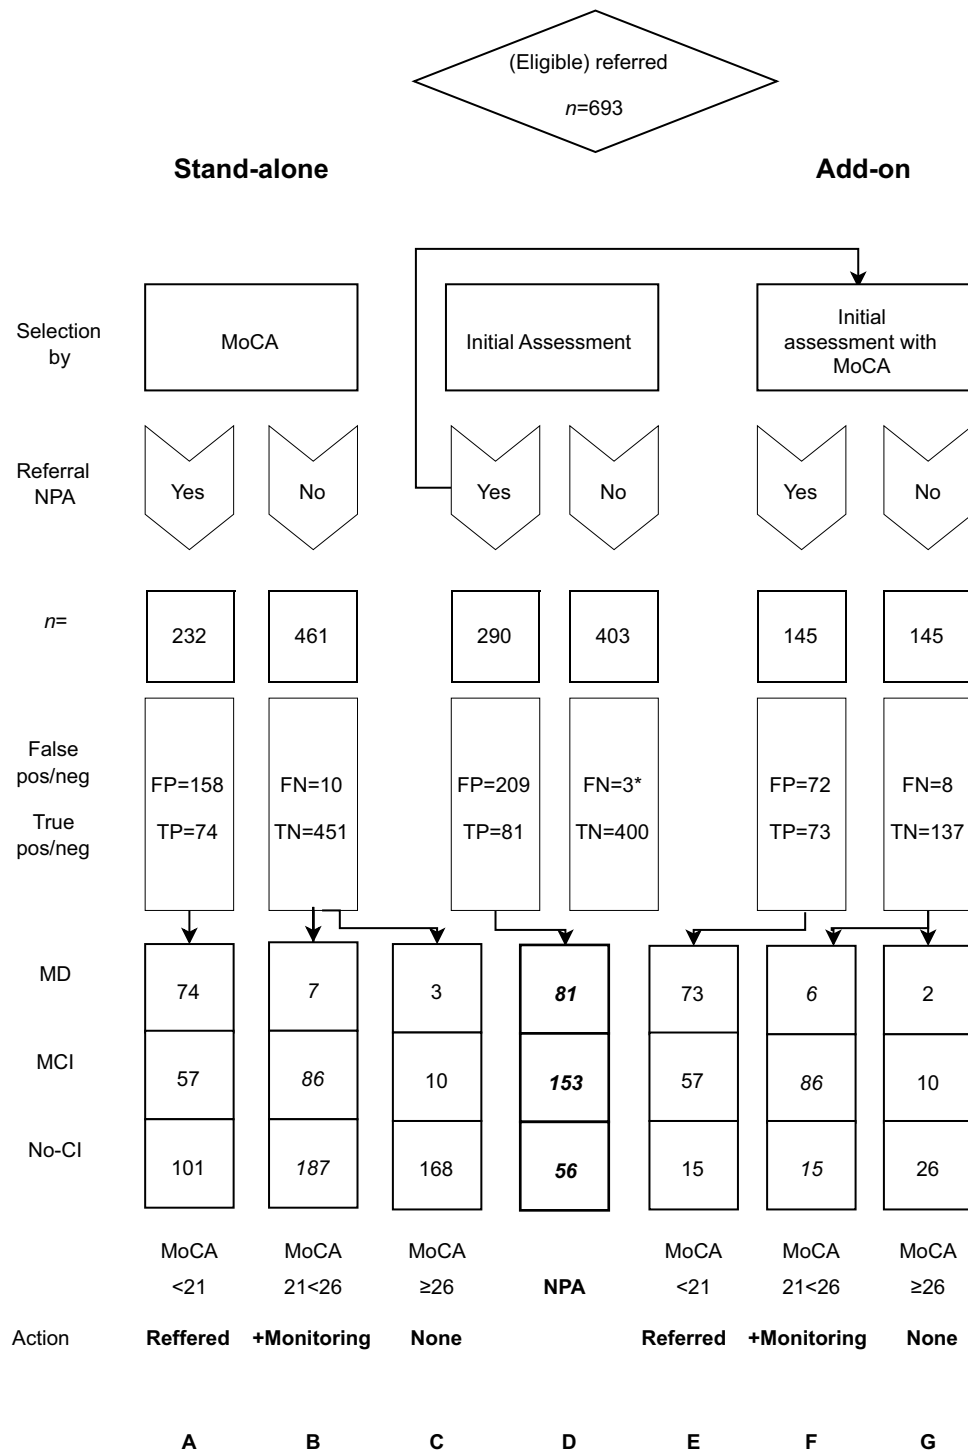 (Eligible) referred
n=693
Stand-alone
Add-on
Selection
by
MoCA
Initial Assessment
Initial
assessment with
MoCA
Referral
NPA
Yes
No
Yes
No
Yes
No
n=
232
461
290
403
145
145
False
pos/neg
True
pos/neg
FP=158
TP=74
FN=10
TN=451
FP=209
TP=81
FN=3*
TN=400
FP=72
TP=73
FN=8
TN=137
MD
74
7
3
81
73
6
2
MCI
57
86
10
153
57
86
10
No-CI
101
187
168
56
15
15
26
MoCA
<21
MoCA
21<26
MoCA
≥26
NPA
MoCA
<21
MoCA
21<26
MoCA
≥26
Action
Reffered
+Monitoring
None
Referred
+Monitoring
None
A
B
C
D
E
F
G